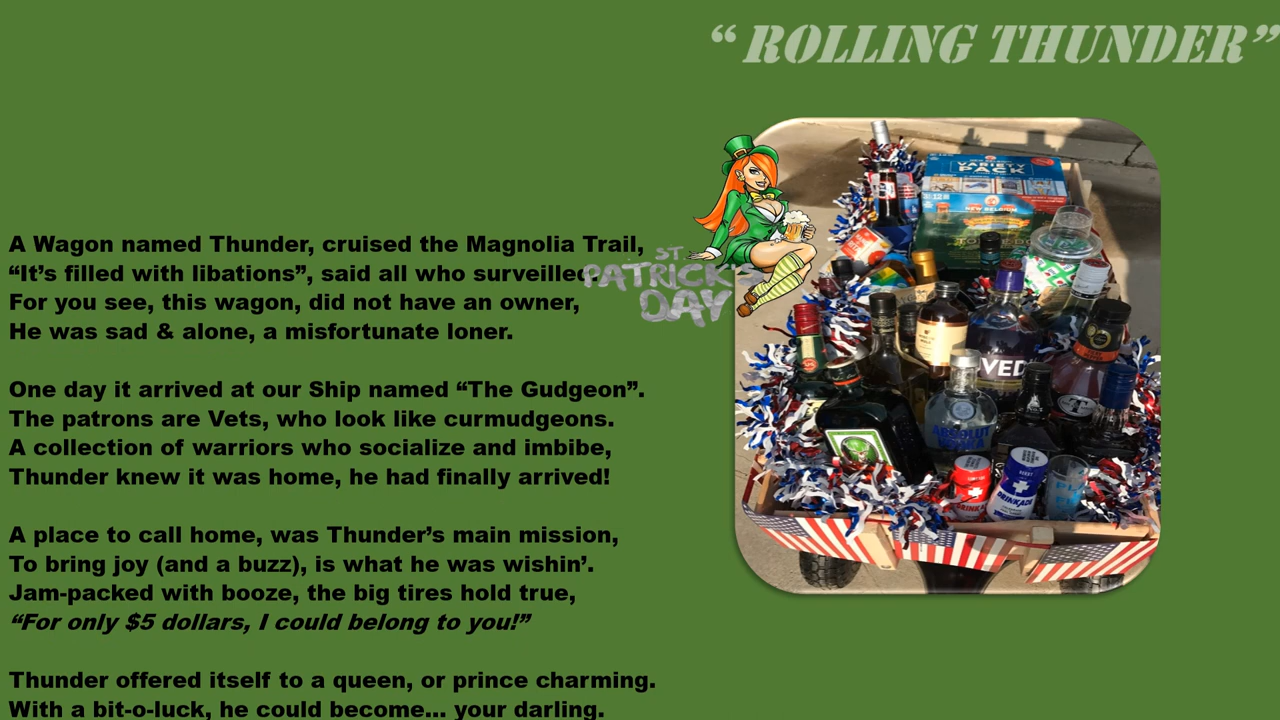 “ ROLLING THUNDER”
A Wagon named Thunder, cruised the Magnolia Trail,
“It’s filled with libations”, said all who surveilled.
For you see, this wagon, did not have an owner,
He was sad & alone, a misfortunate loner.
One day it arrived at our Ship named “The Gudgeon”.
The patrons are Vets, who look like curmudgeons.
A collection of warriors who socialize and imbibe,
Thunder knew it was home, he had finally arrived!
A place to call home, was Thunder’s main mission,
To bring joy (and a buzz), is what he was wishin’.
Jam-packed with booze, the big tires hold true,
“For only $5 dollars, I could belong to you!”
Thunder offered itself to a queen, or prince charming.
With a bit-o-luck, he could become... your darling.
ST.
PATRICK'S
DAY
VARIETY
PACK
NEW BELGIUM
ABSOLUT